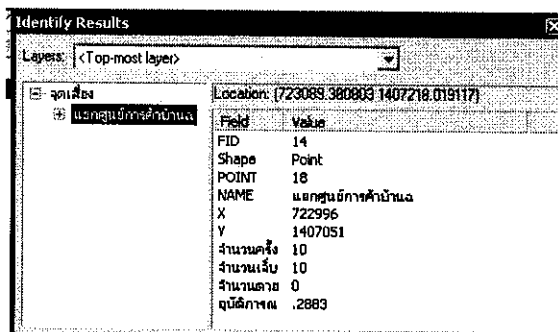 Identify Results
Layers: <Top-most layer>
จุดเสี่ยง
แยกศูนย์การค้าบ้านฉ
Location: (723089.380803 1407218.019117)
Field Value
FID 14
Shape Point
POINT 18
NAME แยกศูนย์การค้าบ้านฉ
X 722996
Y 1407051
จำนวนครั้ง 10
จำนวนเจ็บ 10
จำนวนตาย 0
อุบัติการณ .2883